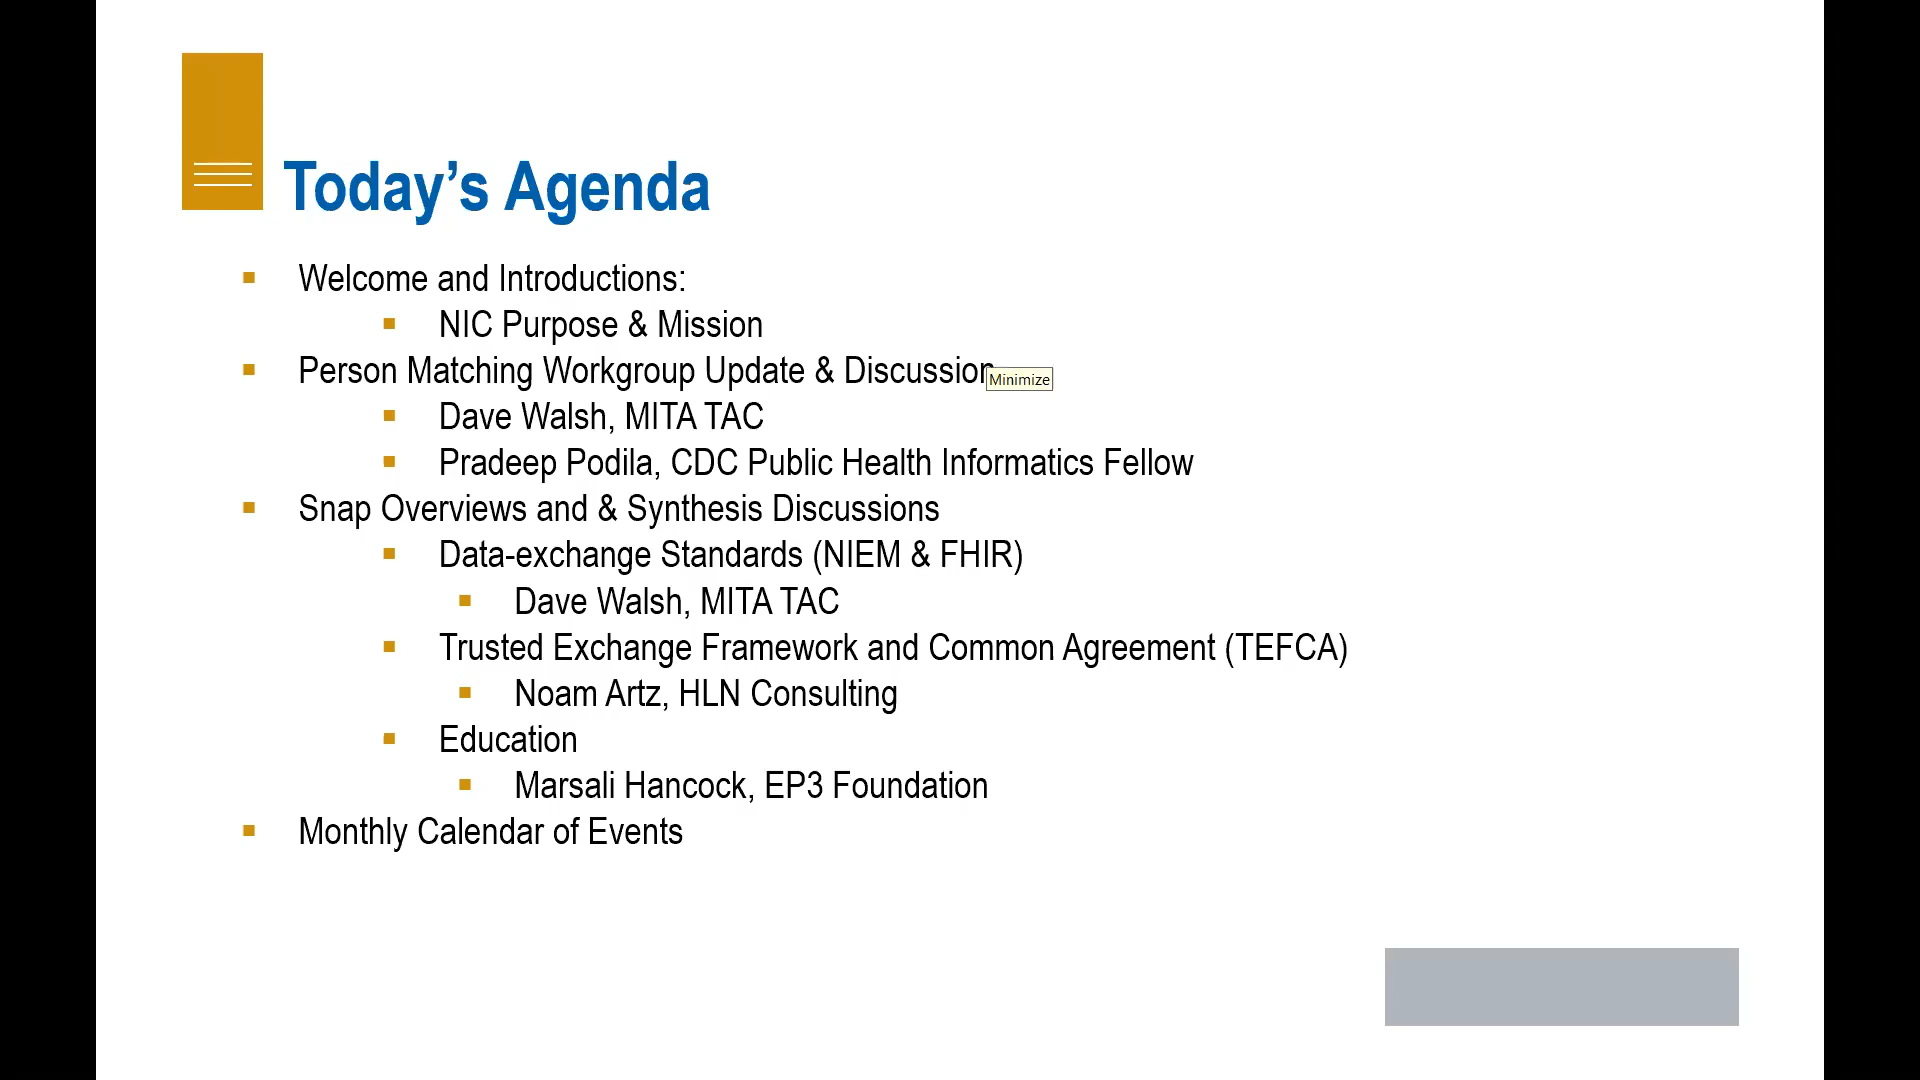 Today’s Agenda
Welcome and Introductions:
NIC Purpose & Mission
Person Matching Workgroup Update & Discussion
Minimize
Dave Walsh, MITA TAC
Pradeep Podila, CDC Public Health Informatics Fellow
Snap Overviews and & Synthesis Discussions
Data-exchange Standards (NIEM & FHIR)
Dave Walsh, MITA TAC
Trusted Exchange Framework and Common Agreement (TEFCA)
Noam Artz, HLN Consulting
Education
Marsali Hancock, EP3 Foundation
Monthly Calendar of Events